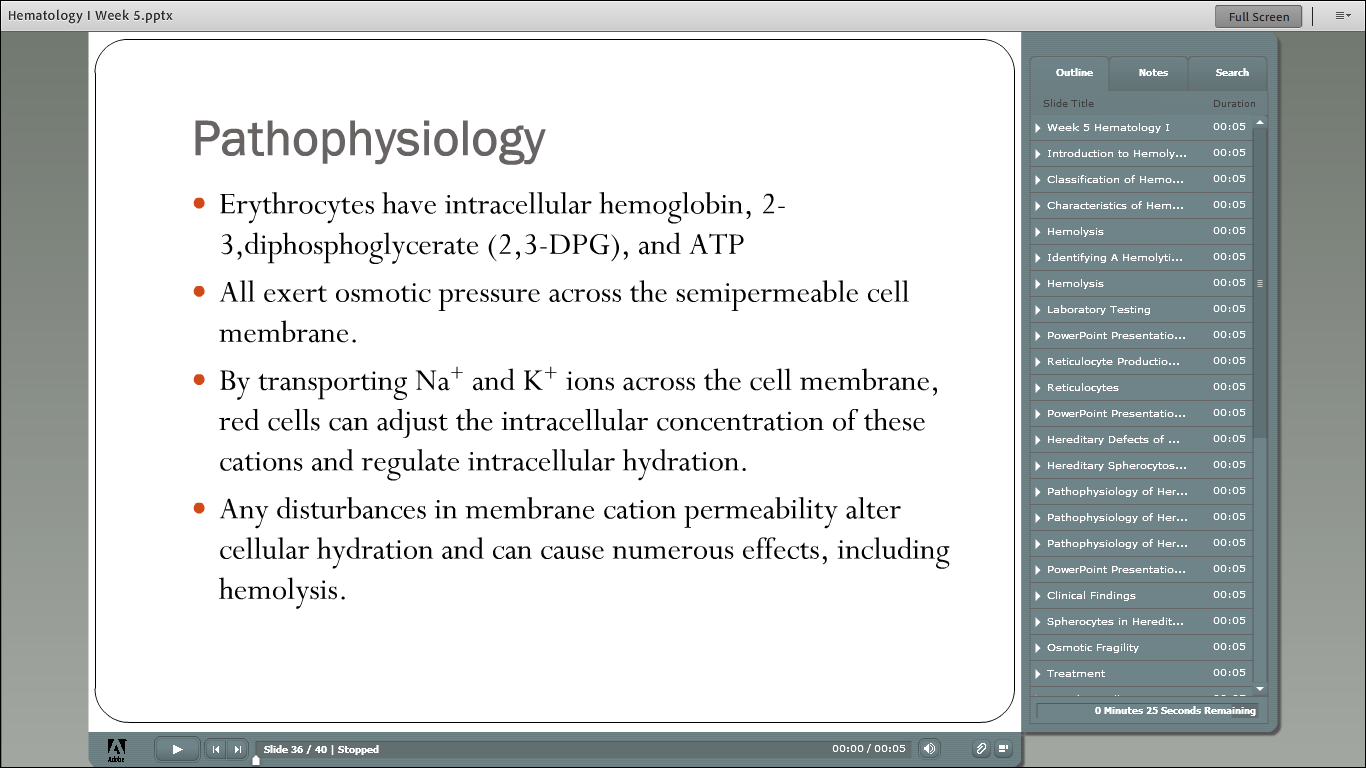 Hematology I Week 5.pptx
Full Screen
Pathophysiology
Erythrocytes have intracellular hemoglobin, 2-
3,diphosphoglycerate (2,3-DPG), and ATP
All exert osmotic pressure across the semipermeable cell
membrane.
By transporting Na+ and K+ ions across the cell membrane,
red cells can adjust the intracellular concentration of these
cations and regulate intracellular hydration.
Any disturbances in membrane cation permeability alter
cellular hydration and can cause numerous effects, including
hemolysis.
Outline Notes Search
Slide Title Duration
Week 5 Hematology I 00:05
Introduction to Hemoly... 00:05
Classification of Hemo... 00:05
Characteristics of Hem... 00:05
Hemolysis 00:05
Identifying A Hemolyti... 00:05
Hemolysis 00:05
Laboratory Testing 00:05
PowerPoint Presentatio... 00:05
Reticulocyte Productio... 00:05
Reticulocytes 00:05
PowerPoint Presentatio... 00:05
Hereditary Defects of ... 00:05
Hereditary Spherocytos... 00:05
Pathophysiology of Her... 00:05
Pathophysiology of Her... 00:05
Pathophysiology of Her... 00:05
PowerPoint Presentatio... 00:05
Clinical Findings 00:05
Spherocytes in Heredit... 00:05
Osmotic Fragility 00:05
Treatment 00:05
0 Minutes 25 Seconds Remaining
Adobe
Slide 36 / 40 | Stopped
00:00 / 00:05